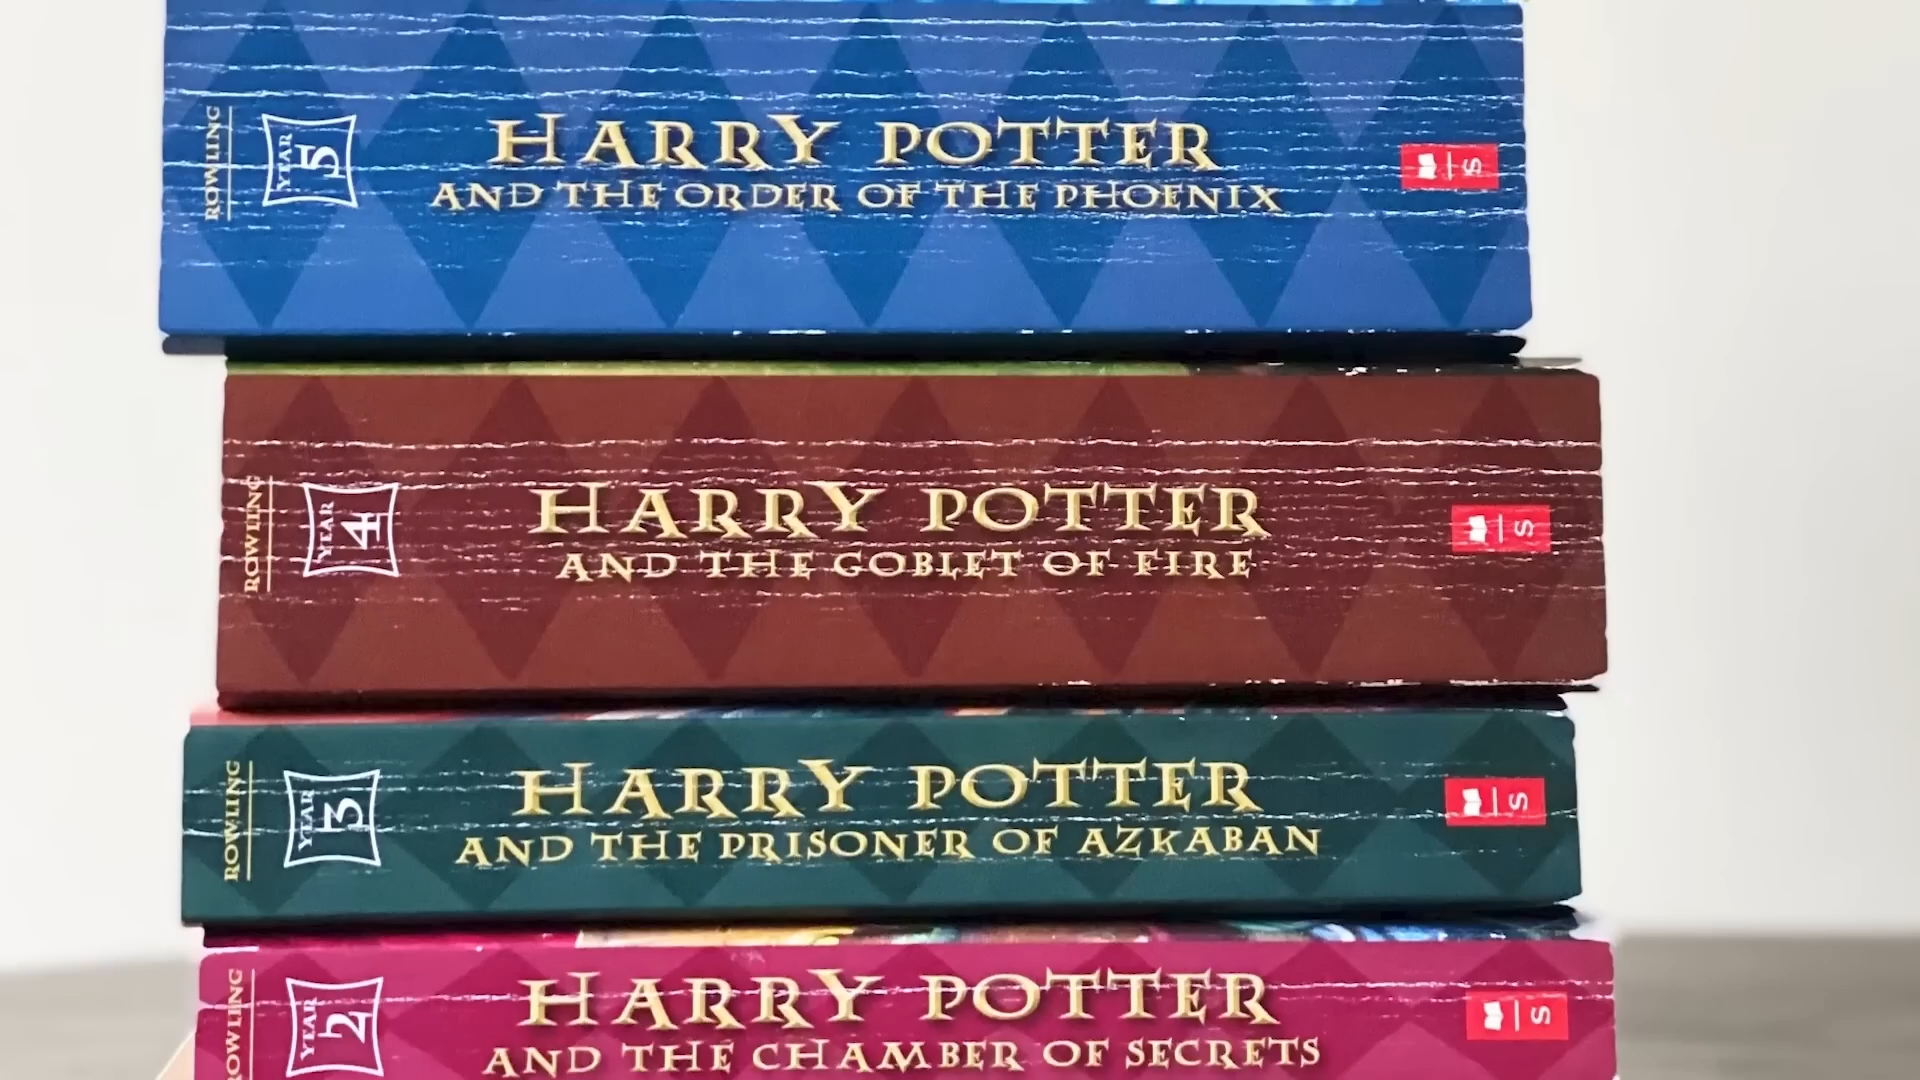 ROWLING
YEAR
5
HARRY POTTER
AND THE ORDER OF THE PHOENIX
S
ROWLING
YEAR
4
HARRY POTTER
AND THE GOBLET OF FIRE
S
ROWLING
YEAR
3
HARRY POTTER
AND THE PRISONER OF AZKABAN
S
ROWLING
YEAR
2
HARRY POTTER
AND THE CHAMBER OF SECRETS
S